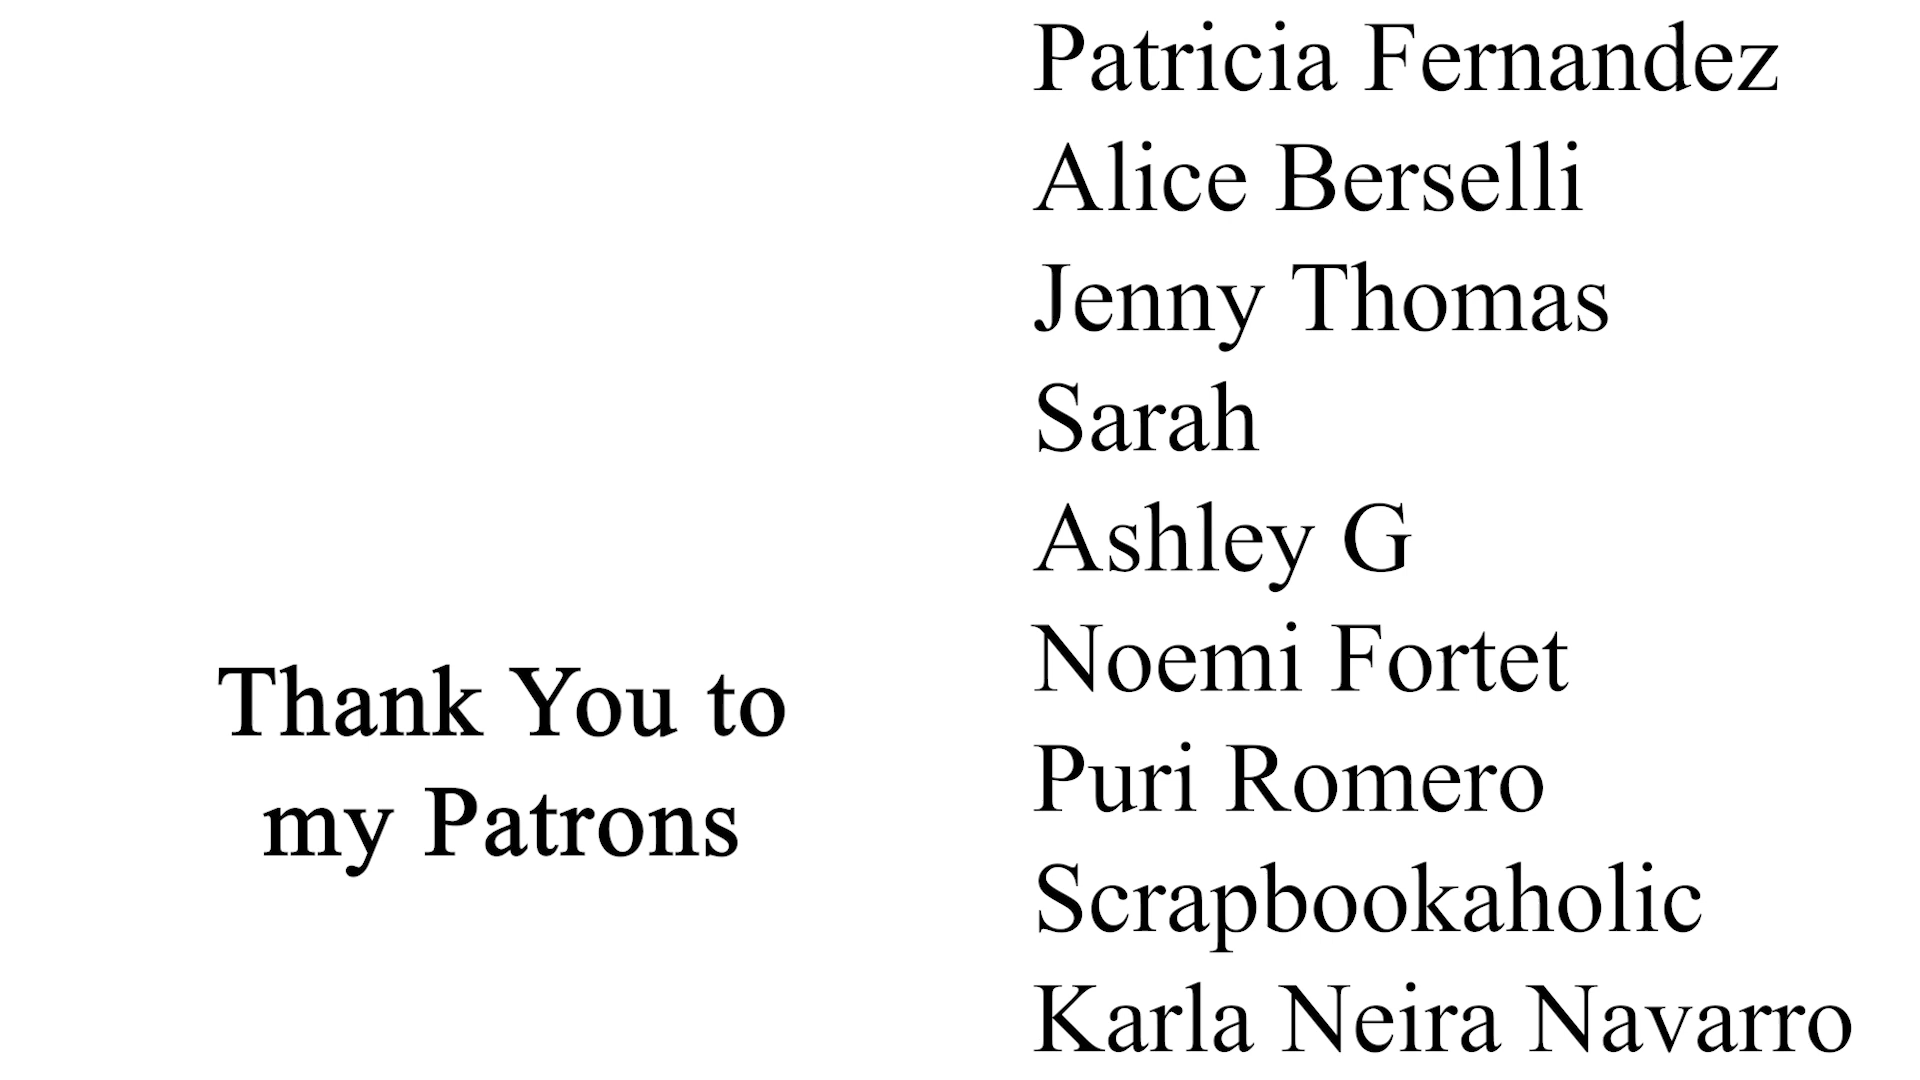 Thank You to
my Patrons
Patricia Fernandez
Alice Berselli
Jenny Thomas
Sarah
Ashley G
Noemi Fortet
Puri Romero
Scrapbookaholic
Karla Neira Navarro